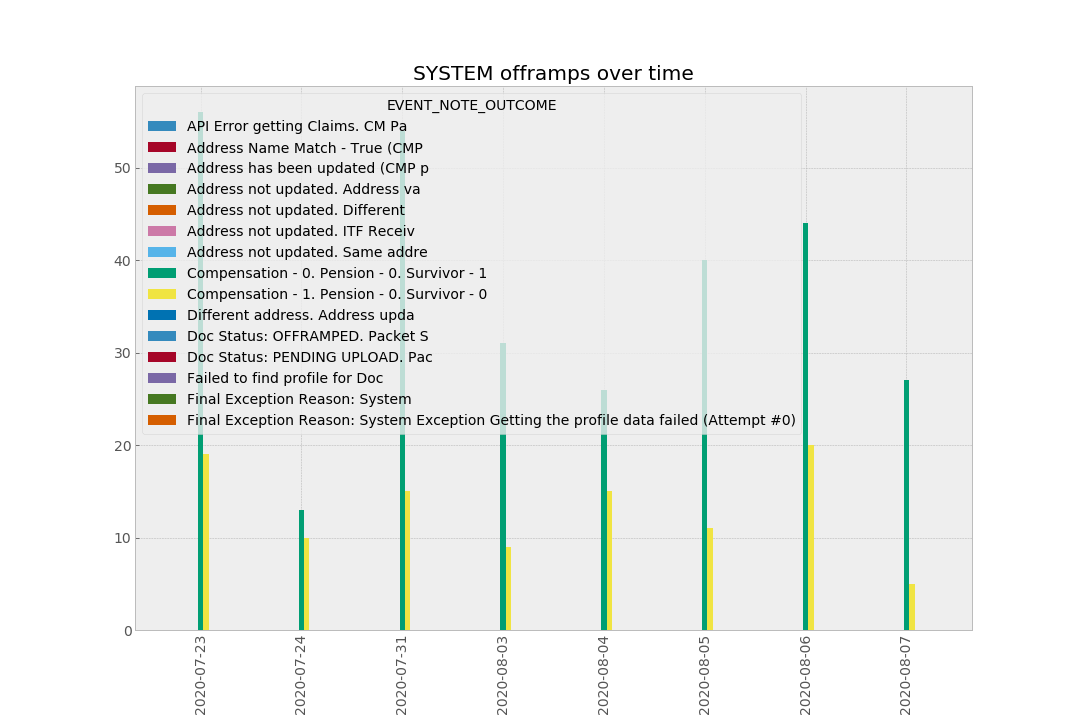 SYSTEM offramps over time
EVENT_NOTE_OUTCOME
API Error getting Claims. CM Pa
Address Name Match - True (CMP
Address has been updated (CMP p
Address not updated. Address va
Address not updated. Different
Address not updated. ITF Receiv
Address not updated. Same addre
Compensation - 0. Pension - 0. Survivor - 1
Compensation - 1. Pension - 0. Survivor - 0
Different address. Address upda
Doc Status: OFFRAMPED. Packet S
Doc Status: PENDING UPLOAD. Pac
Failed to find profile for Doc
Final Exception Reason: System
Final Exception Reason: System Exception Getting the profile data failed (Attempt #0)
50
40
30
20
10
0
2020-07-23
2020-07-24
2020-07-31
2020-08-03
2020-08-04
2020-08-05
2020-08-06
2020-08-07